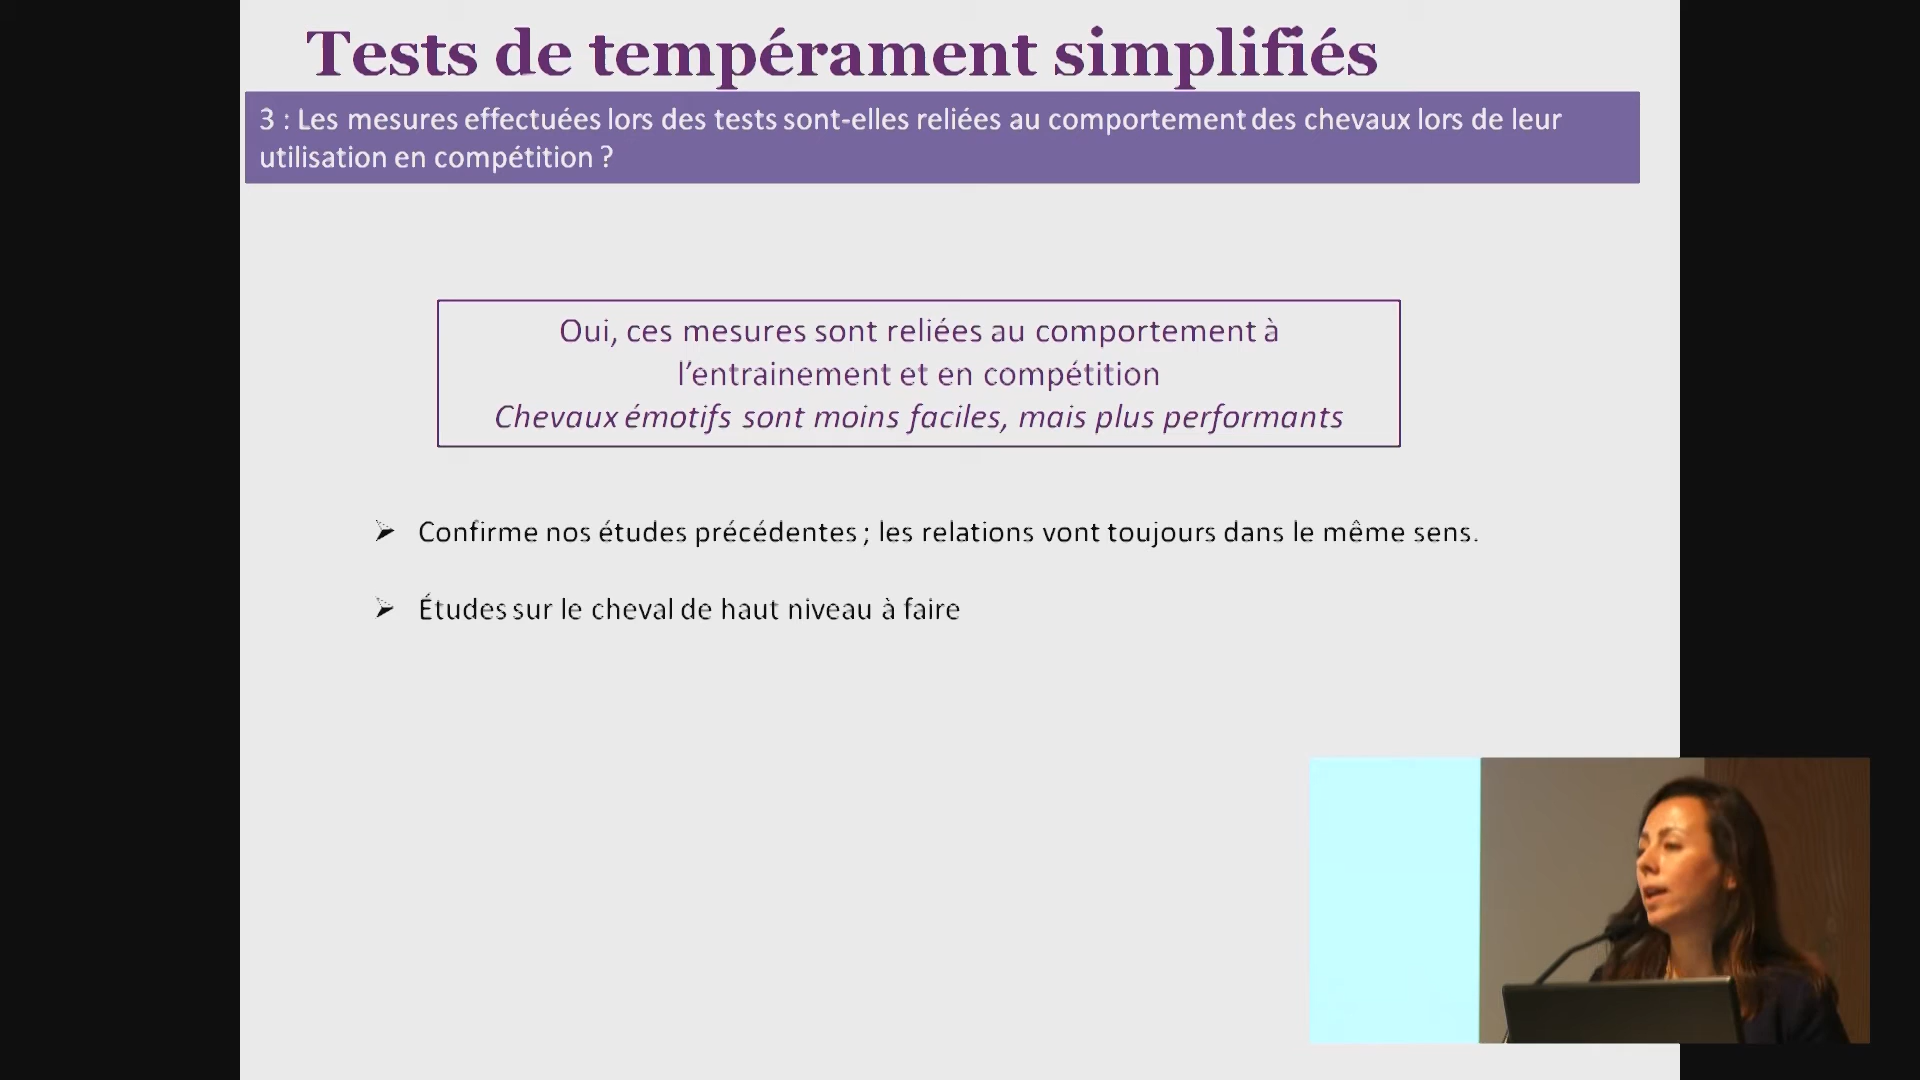 Tests de tempérament simplifiés
3 : Les mesures effectuées lors des tests sont-elles reliées au comportement des chevaux lors de leur
utilisation en compétition ?
Oui, ces mesures sont reliées au comportement à
l’entrainement et en compétition
Chevaux émotifs sont moins faciles, mais plus performants
➢ Confirme nos études précédentes ; les relations vont toujours dans le même sens.
➢ Études sur le cheval de haut niveau à faire